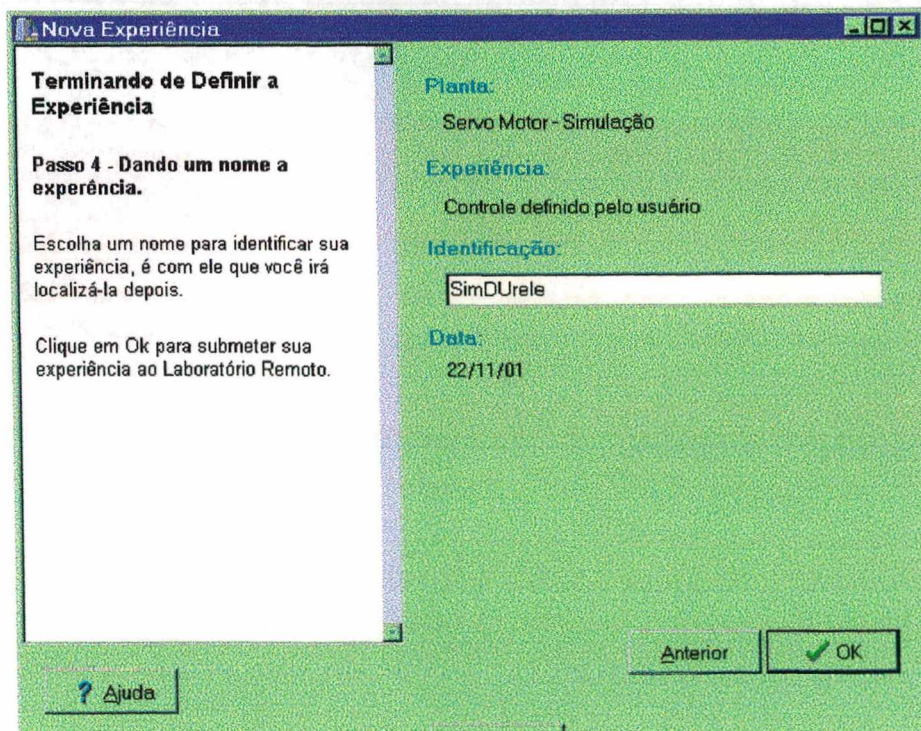 Nova Experiência
Terminando de Definir a
Experiência
Passo 4 - Dando um nome a
experência.
Escolha um nome para identificar sua
experiência, é com ele que você irá
localizá-la depois.
Clique em Ok para submeter sua
experiência ao Laboratório Remoto.
Planta:
Servo Motor - Simulação
Experiência:
Controle definido pelo usuário
Identificação:
SimDUrele
Data:
22/11/01
Anterior
OK
? Ajuda